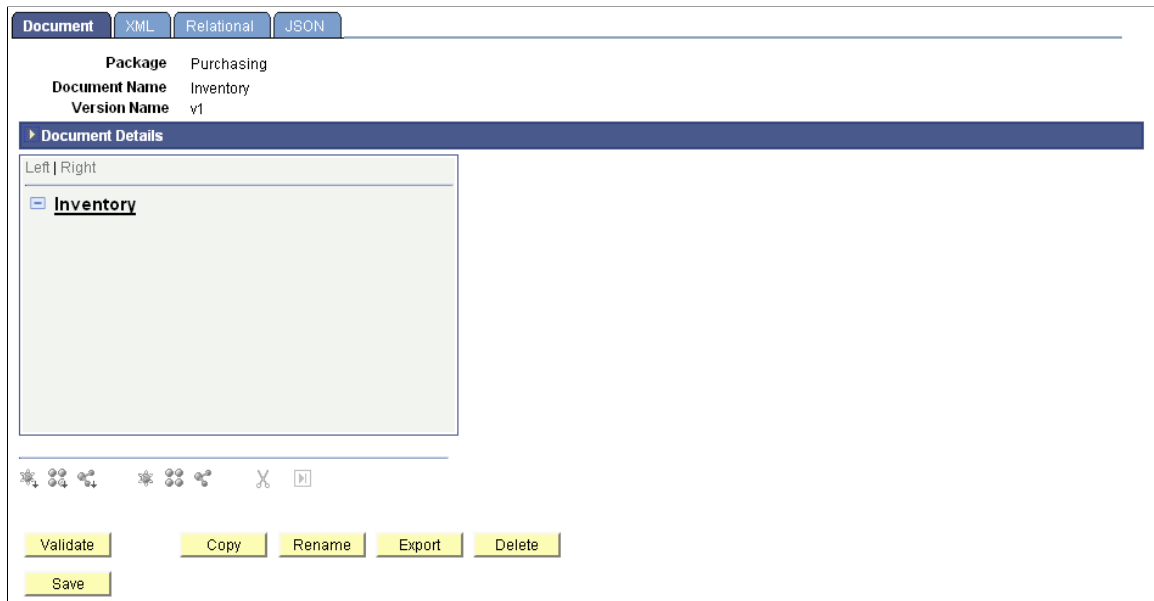 Document XML Relational JSON
Package Purchasing
Document Name Inventory
Version Name v1
Document Details
Left | Right
Inventory
Validate Copy Rename Export Delete
Save